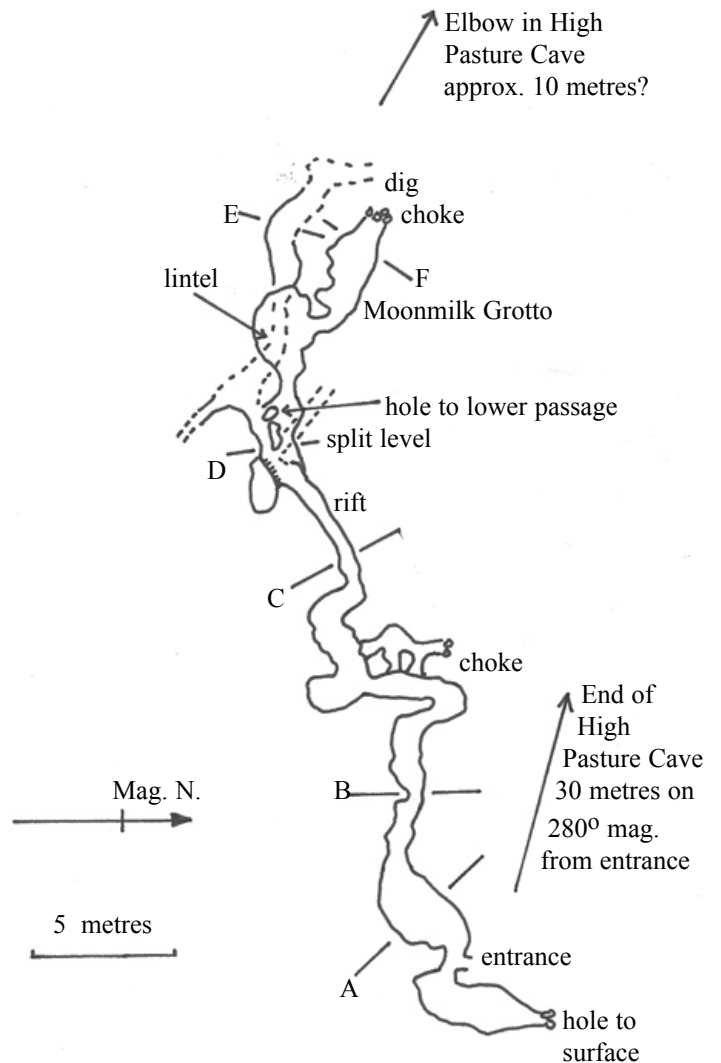 Elbow in High
Pasture Cave
approx. 10 metres?
dig
E
choke
F
lintel
Moonmilk Grotto
hole to lower passage
split level
D
rift
C
choke
End of
High
Pasture Cave
30 metres on
280⁰ mag.
from entrance
Mag. N.
B
5 metres
entrance
A
hole to
surface